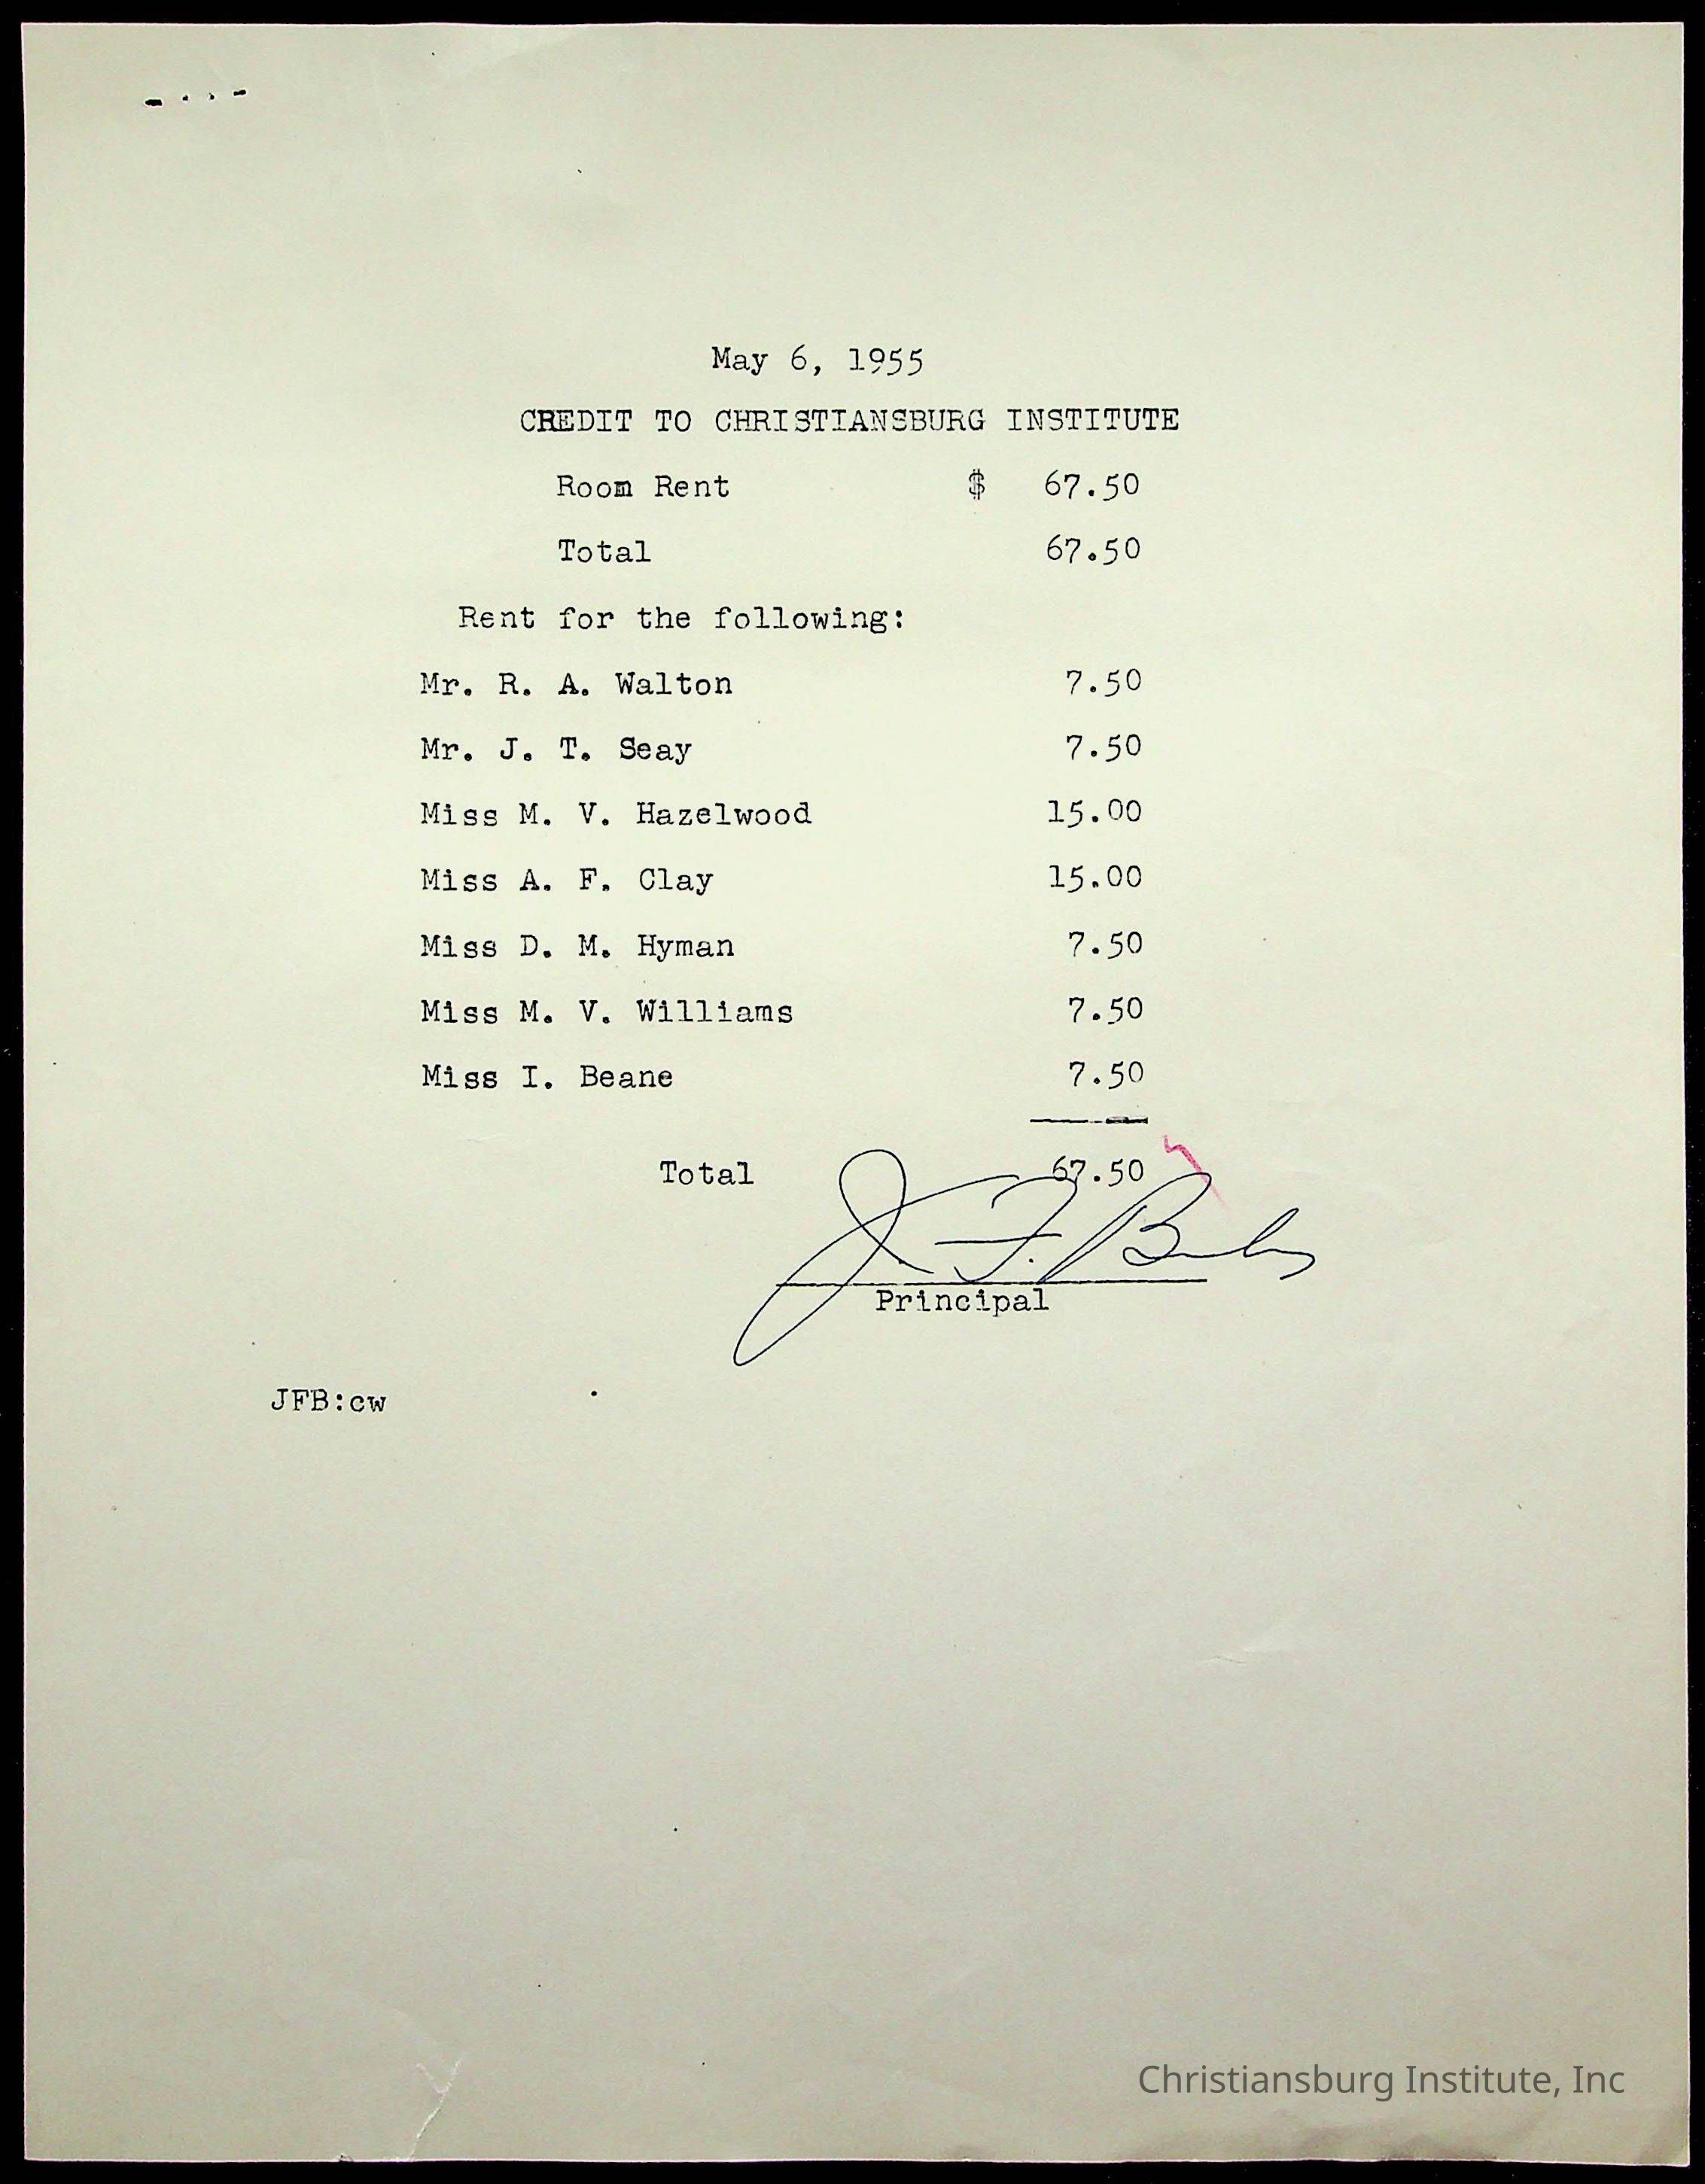 May 6, 1955
CREDIT TO CHRISTIANSBURG INSTITUTE
Room Rent $ 67.50
Total 67.50
Rent for the following:
Mr. R. A. Walton 7.50
Mr. J. T. Seay 7.50
Miss M. V. Hazelwood 15.00
Miss A. F. Clay 15.00
Miss D. M. Hyman 7.50
Miss M. V. Williams 7.50
Miss I. Beane 7.50
Total 67.50
J. F. 
Principal
JFB:cw
Christiansburg Institute, Inc